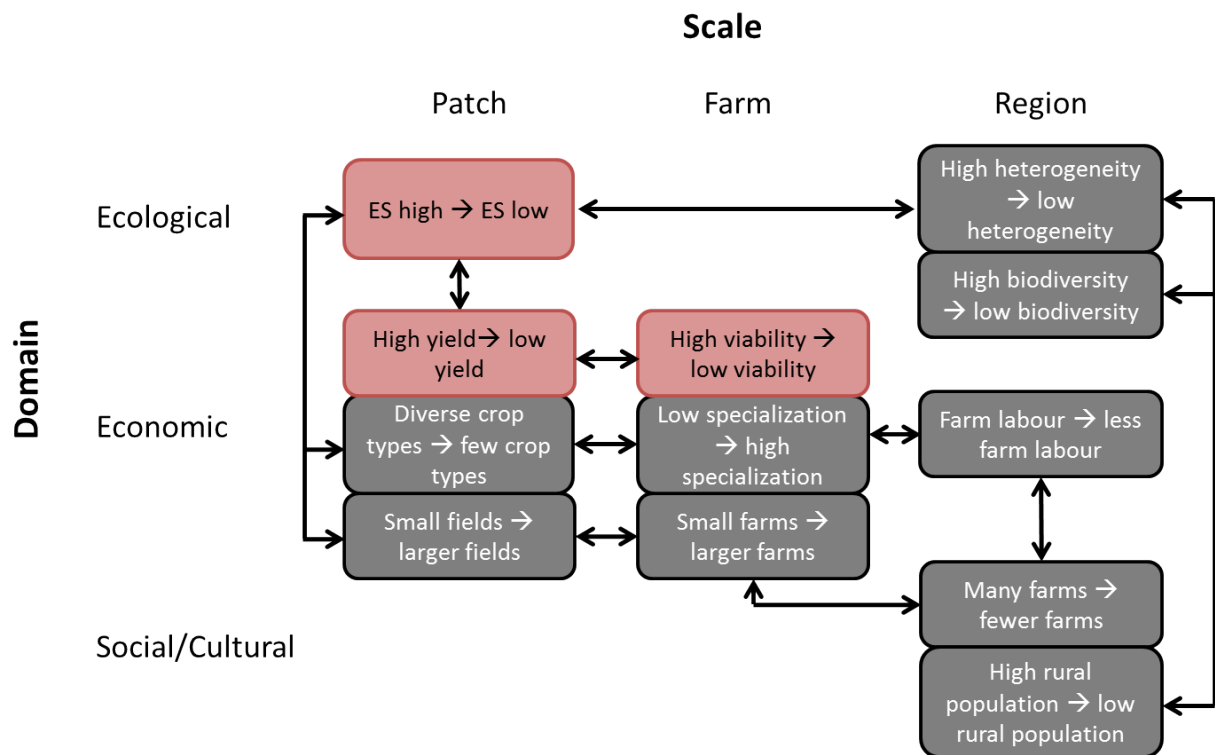 Scale
Patch
Farm
Region
Domain
Ecological
ES high → ES low
High heterogeneity
→ low
heterogeneity
High biodiversity
→ low biodiversity
Economic
High yield→ low
yield
High viability →
low viability
Diverse crop
types → few crop
types
Low specialization
→ high
specialization
Farm labour → less
farm labour
Small fields →
larger fields
Small farms →
larger farms
Social/Cultural
Many farms →
fewer farms
High rural
population → low
rural population